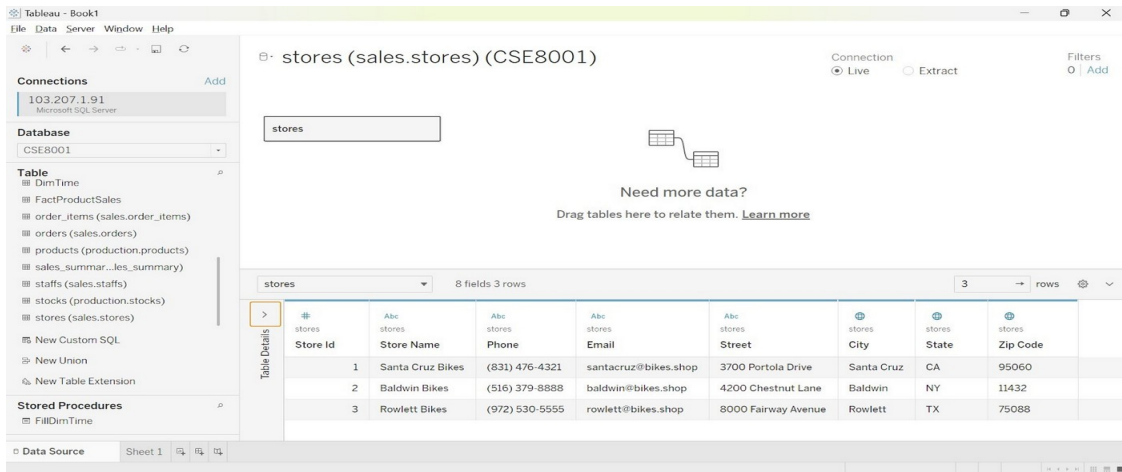 Tableau - Book1
File Data Server Window Help
Connections Add
103.207.1.91
Microsoft SQL Server
Database
CSE8001
Table
DimTime
FactProductSales
order_items (sales.order_items)
orders (sales.orders)
products (production.products)
sales_summar...les_summary)
staffs (sales.staffs)
stocks (production.stocks)
stores (sales.stores)
New Custom SQL
New Union
New Table Extension
Stored Procedures
FillDimTime
stores (sales.stores) (CSE8001)
Connection
Live Extract
Filters
0 Add
stores
Need more data?
Drag tables here to relate them. Learn more
stores 8 fields 3 rows 3 → rows
Table Details
# Abc Abc Abc Abc
stores stores stores stores stores stores stores stores
Store Id Store Name Phone Email Street City State Zip Code
1 Santa Cruz Bikes (831) 476-4321 santacruz@bikes.shop 3700 Portola Drive Santa Cruz CA 95060
2 Baldwin Bikes (516) 379-8888 baldwin@bikes.shop 4200 Chestnut Lane Baldwin NY 11432
3 Rowlett Bikes (972) 530-5555 rowlett@bikes.shop 8000 Fairway Avenue Rowlett TX 75088
Data Source Sheet 1